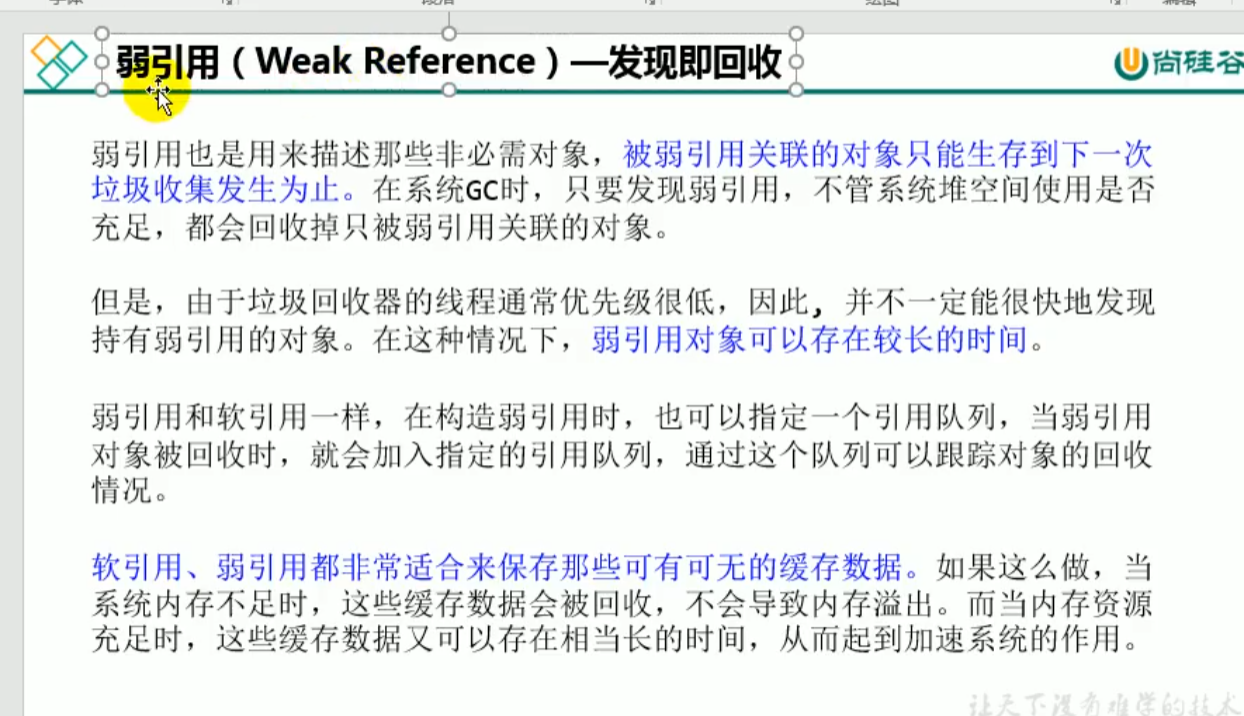 弱引用（Weak Reference）—发现即回收
尚硅谷
弱引用也是用来描述那些非必需对象，被弱引用关联的对象只能生存到下一次
垃圾收集发生为止。在系统GC时，只要发现弱引用，不管系统堆空间使用是否
充足，都会回收掉只被弱引用关联的对象。
但是，由于垃圾回收器的线程通常优先级很低，因此，并不一定能很快地发现
持有弱引用的对象。在这种情况下，弱引用对象可以存在较长的时间。
弱引用和软引用一样，在构造弱引用时，也可以指定一个引用队列，当弱引用
对象被回收时，就会加入指定的引用队列，通过这个队列可以跟踪对象的回收
情况。
软引用、弱引用都非常适合来保存那些可有可无的缓存数据。如果这么做，当
系统内存不足时，这些缓存数据会被回收，不会导致内存溢出。而当内存资源
充足时，这些缓存数据又可以存在相当长的时间，从而起到加速系统的作用。
让天下没有难学的技术